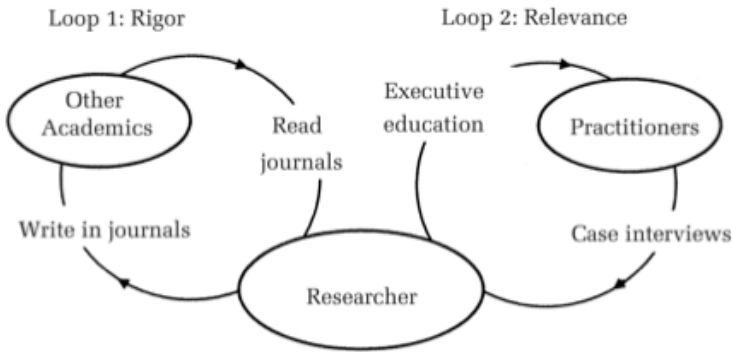 Loop 1: Rigor
Loop 2: Relevance
Other
Academics
Read
journals
Executive
education
Practitioners
Write in journals
Case interviews
Researcher